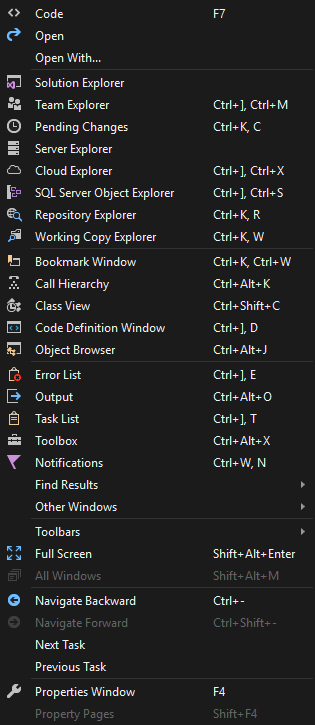 Code F7
Open
Open With...
Solution Explorer
Team Explorer Ctrl+], Ctrl+M
Pending Changes Ctrl+K, C
Server Explorer
Cloud Explorer Ctrl+], Ctrl+X
SQL Server Object Explorer Ctrl+], Ctrl+S
Repository Explorer Ctrl+K, R
Working Copy Explorer Ctrl+K, W
Bookmark Window Ctrl+K, Ctrl+W
Call Hierarchy Ctrl+Alt+K
Class View Ctrl+Shift+C
Code Definition Window Ctrl+], D
Object Browser Ctrl+Alt+J
Error List Ctrl+], E
Output Ctrl+Alt+O
Task List Ctrl+], T
Toolbox Ctrl+Alt+X
Notifications Ctrl+W, N
Find Results
Other Windows
Toolbars
Full Screen Shift+Alt+Enter
All Windows Shift+Alt+M
Navigate Backward Ctrl+-
Navigate Forward Ctrl+Shift+-
Next Task
Previous Task
Properties Window F4
Property Pages Shift+F4